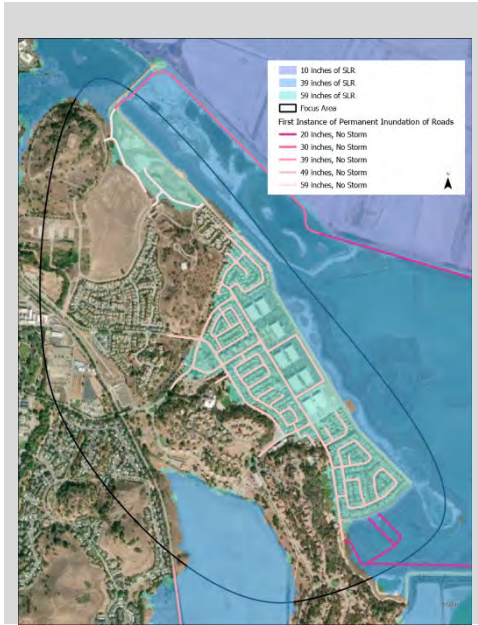 10 inches of SLR
39 inches of SLR
59 inches of SLR
Focus Area
First Instance of Permanent Inundation of Roads
20 inches, No Storm
30 inches, No Storm
39 inches, No Storm
49 inches, No Storm
59 inches, No Storm